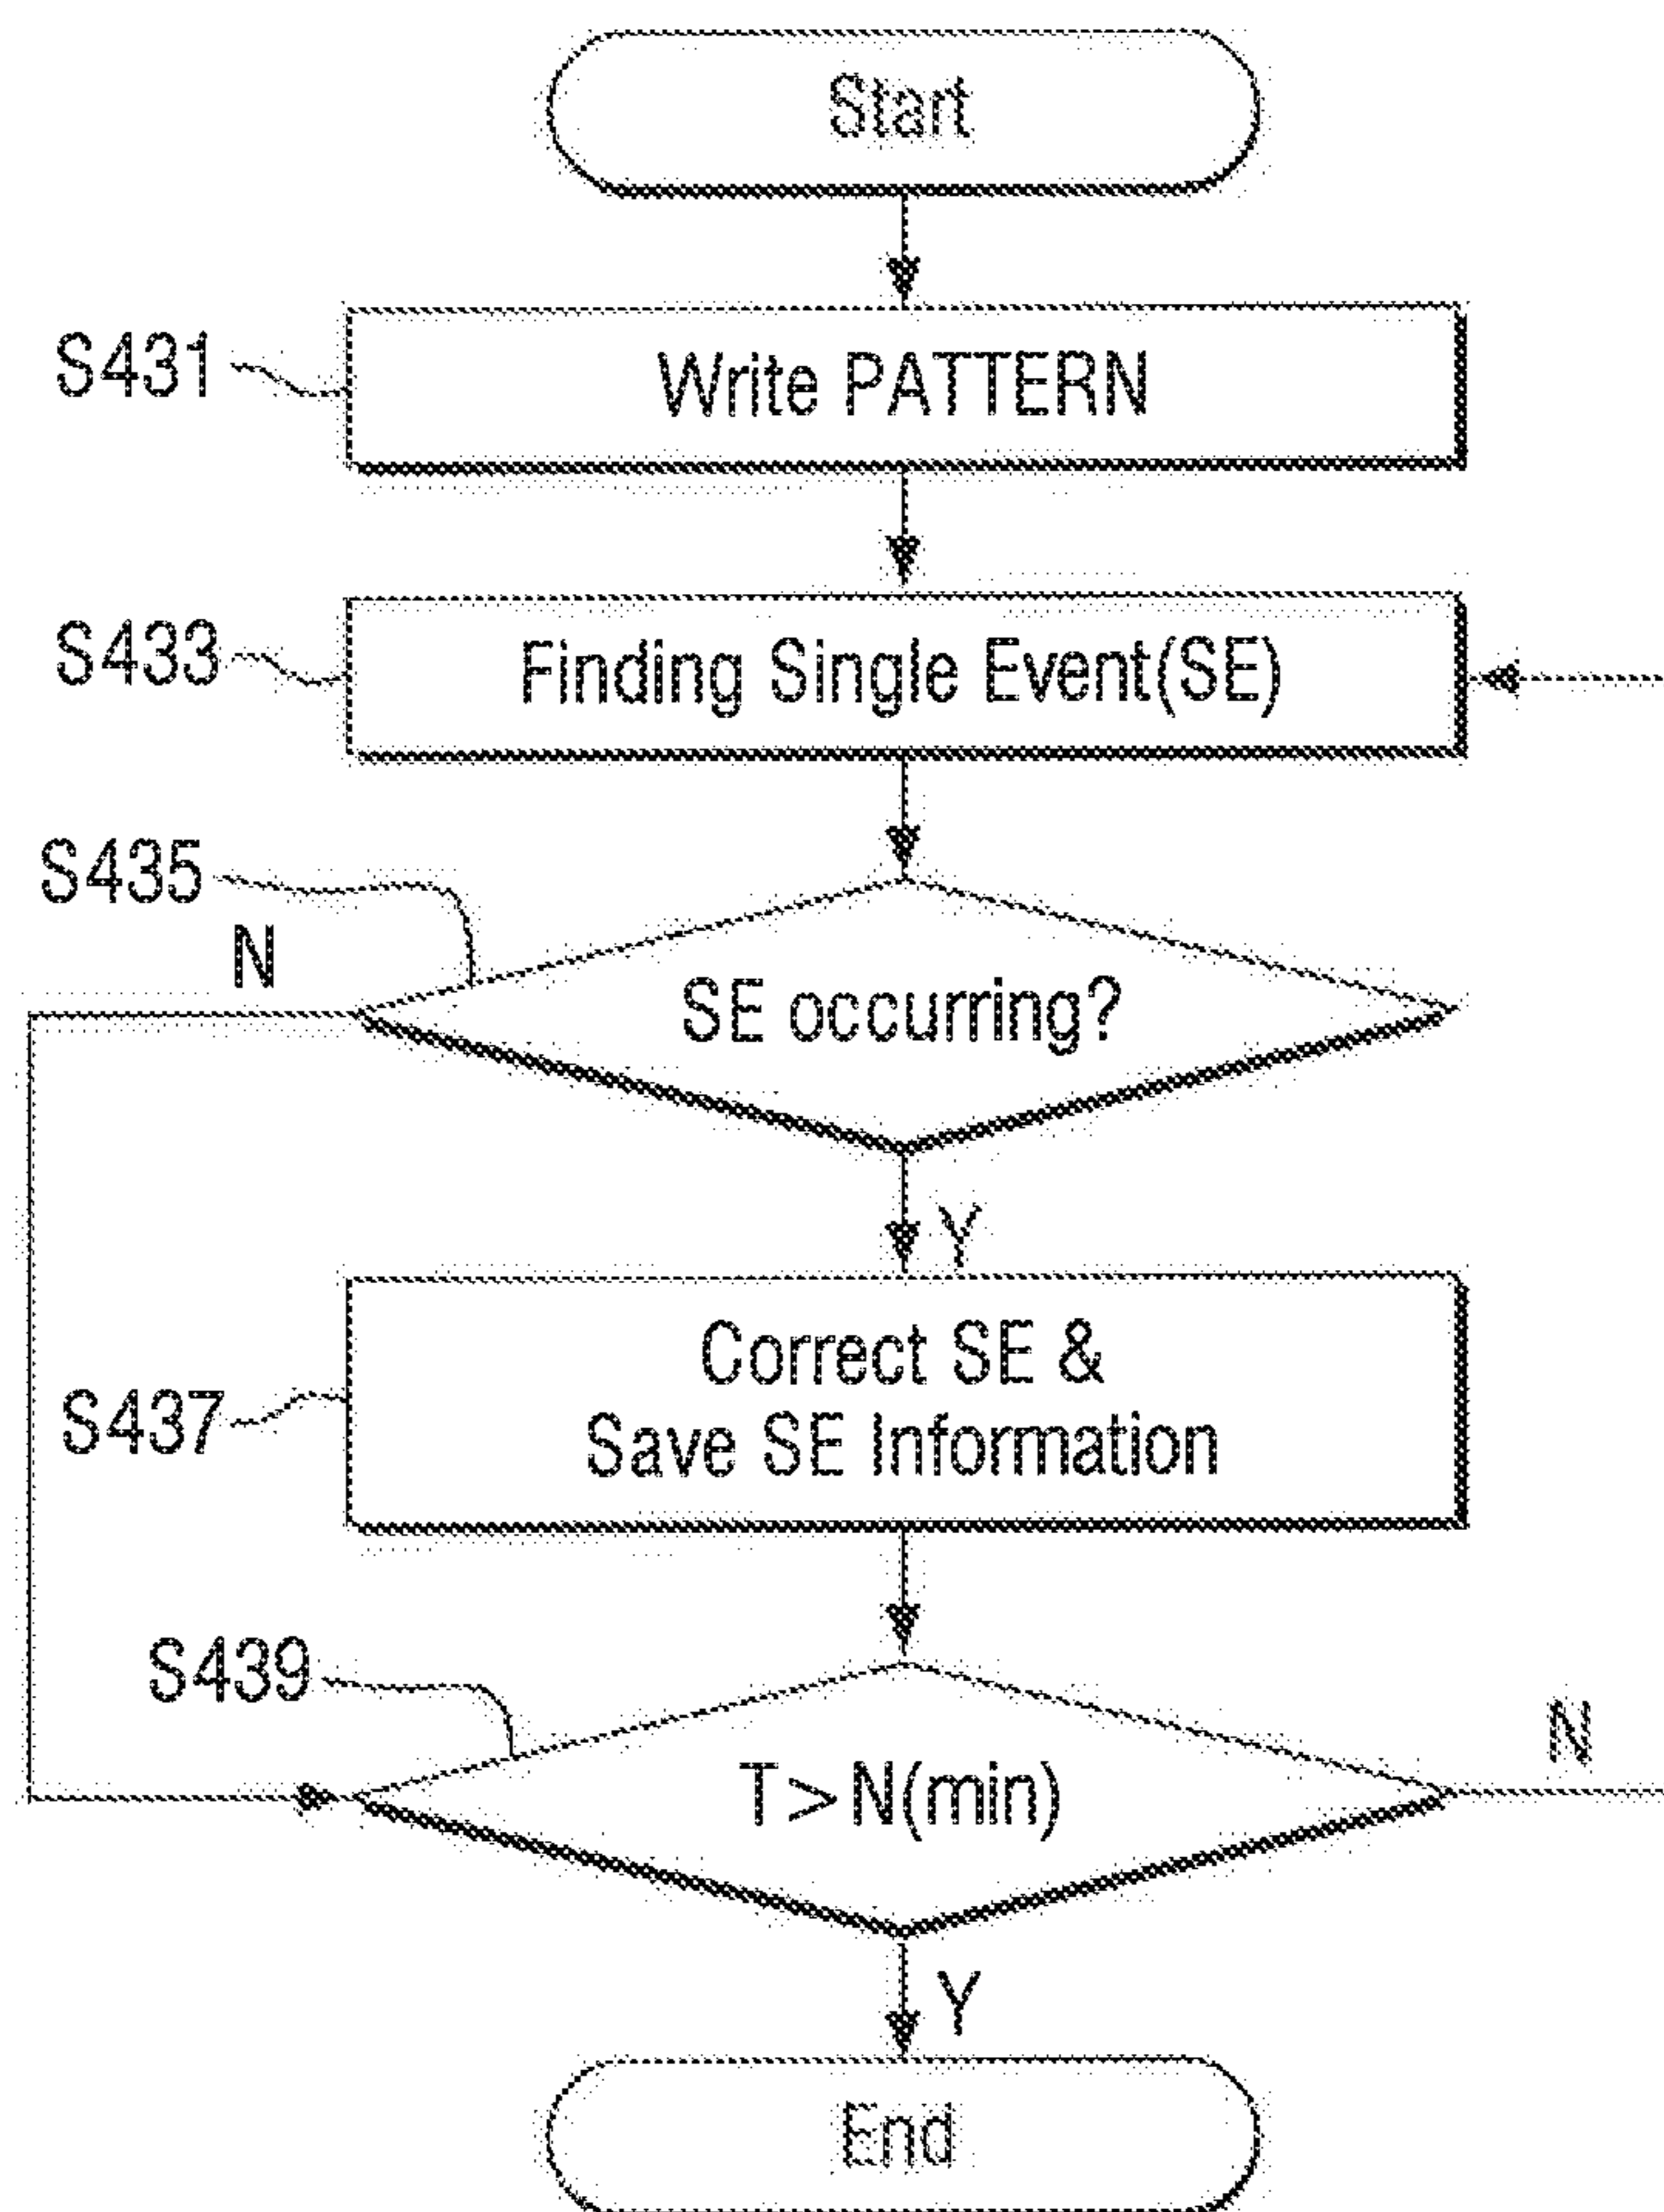 Start
S431
Write PATTERN
S433
Finding Single Event(SE)
S435
N
SE occurring?
Y
Correct SE &
Save SE Information
S437
S439
N
T>N(min)
Y
End